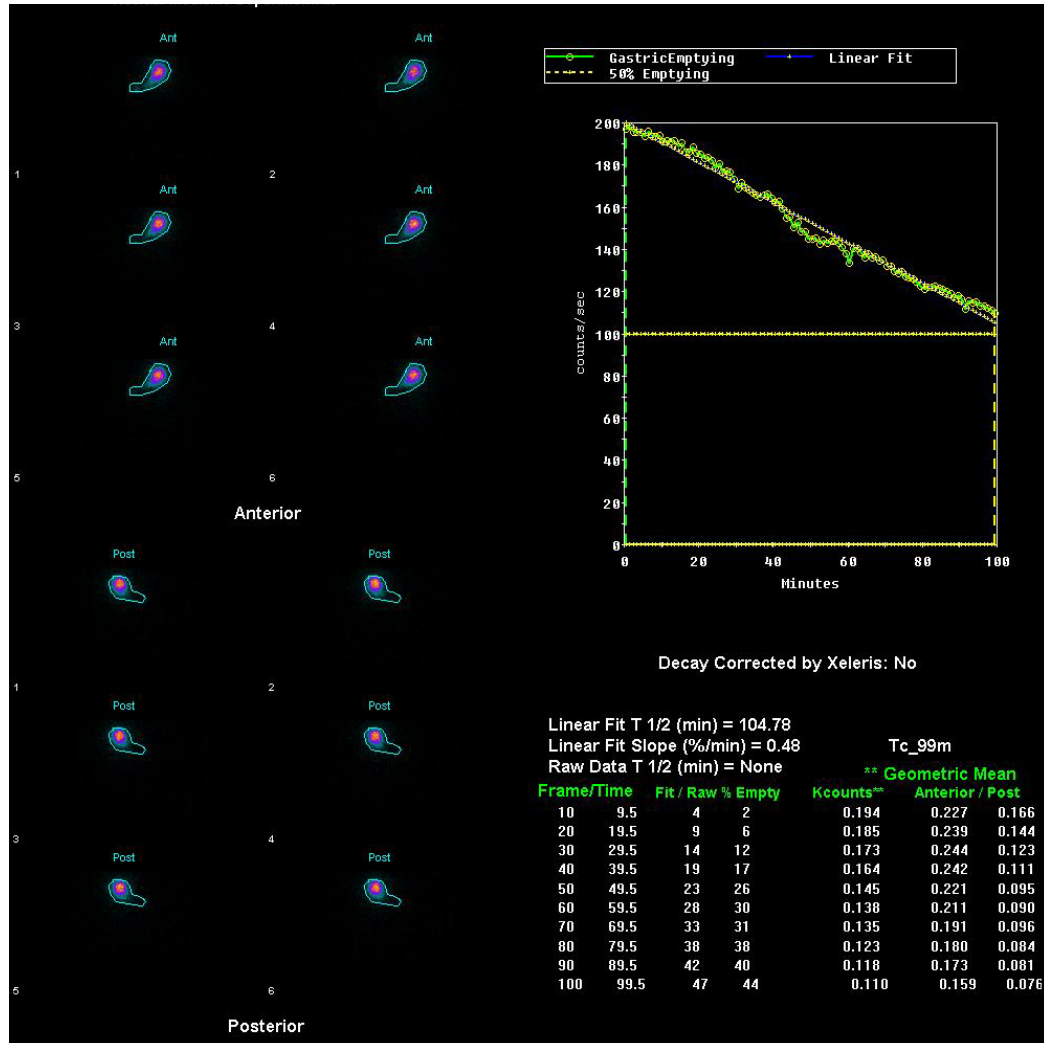 Ant Ant
1 2
Ant Ant
3 4
Ant Ant
5 6
Anterior
Post Post
1 2
Post Post
3 4
Post Post
5 6
Posterior
GastricEmptying Linear Fit
50% Emptying
200
180
160
140
120
100
80
60
40
20
0
counts/sec
0 20 40 60 80 100
Minutes
Decay Corrected by Xeleris: No
Linear Fit T 1/2 (min) = 104.78
Linear Fit Slope (%/min) = 0.48 Tc_99m
Raw Data T 1/2 (min) = None ** Geometric Mean
Frame/Time Fit / Raw % Empty Kcounts** Anterior / Post
10 9.5 4 2 0.194 0.227 0.166
20 19.5 9 6 0.185 0.239 0.144
30 29.5 14 12 0.173 0.244 0.123
40 39.5 19 17 0.164 0.242 0.111
50 49.5 23 26 0.145 0.221 0.095
60 59.5 28 30 0.138 0.211 0.090
70 69.5 33 31 0.135 0.191 0.096
80 79.5 38 38 0.123 0.180 0.084
90 89.5 42 40 0.118 0.173 0.081
100 99.5 47 44 0.110 0.159 0.076